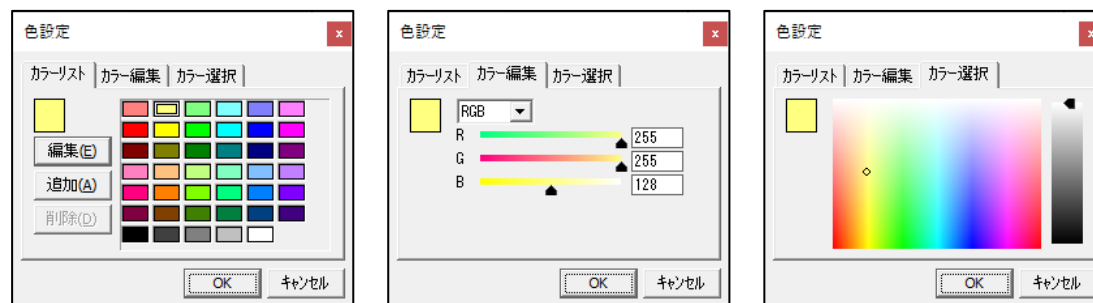 色設定 x
カラーリスト カラー編集 カラー選択
編集(E)
追加(A)
削除(D)
OK キャンセル
色設定 x
カラーリスト カラー編集 カラー選択
RGB
R 255
G 255
B 128
OK キャンセル
色設定 x
カラーリスト カラー編集 カラー選択
OK キャンセル